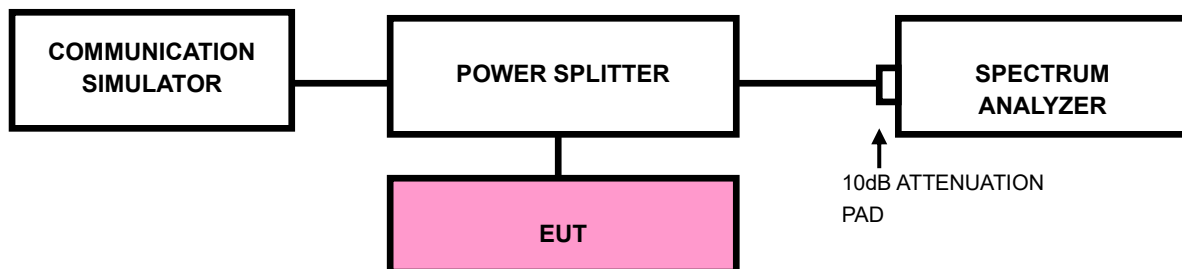 COMMUNICATION
SIMULATOR
POWER SPLITTER
SPECTRUM
ANALYZER
10dB ATTENUATION
PAD
EUT